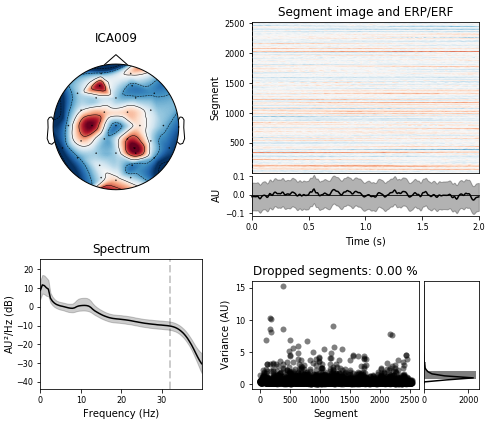 ICA009
Segment image and ERP/ERF
Segment
2500
2000
1500
1000
500
AU
0.1
0.0
−0.1
0.0 0.5 1.0 1.5 2.0
Time (s)
Spectrum
AU²/Hz (dB)
20
10
0
−10
−20
−30
−40
0 10 20 30
Frequency (Hz)
Dropped segments: 0.00 %
Variance (AU)
15
10
5
0
0 500 1000 1500 2000 2500
Segment
0 2000